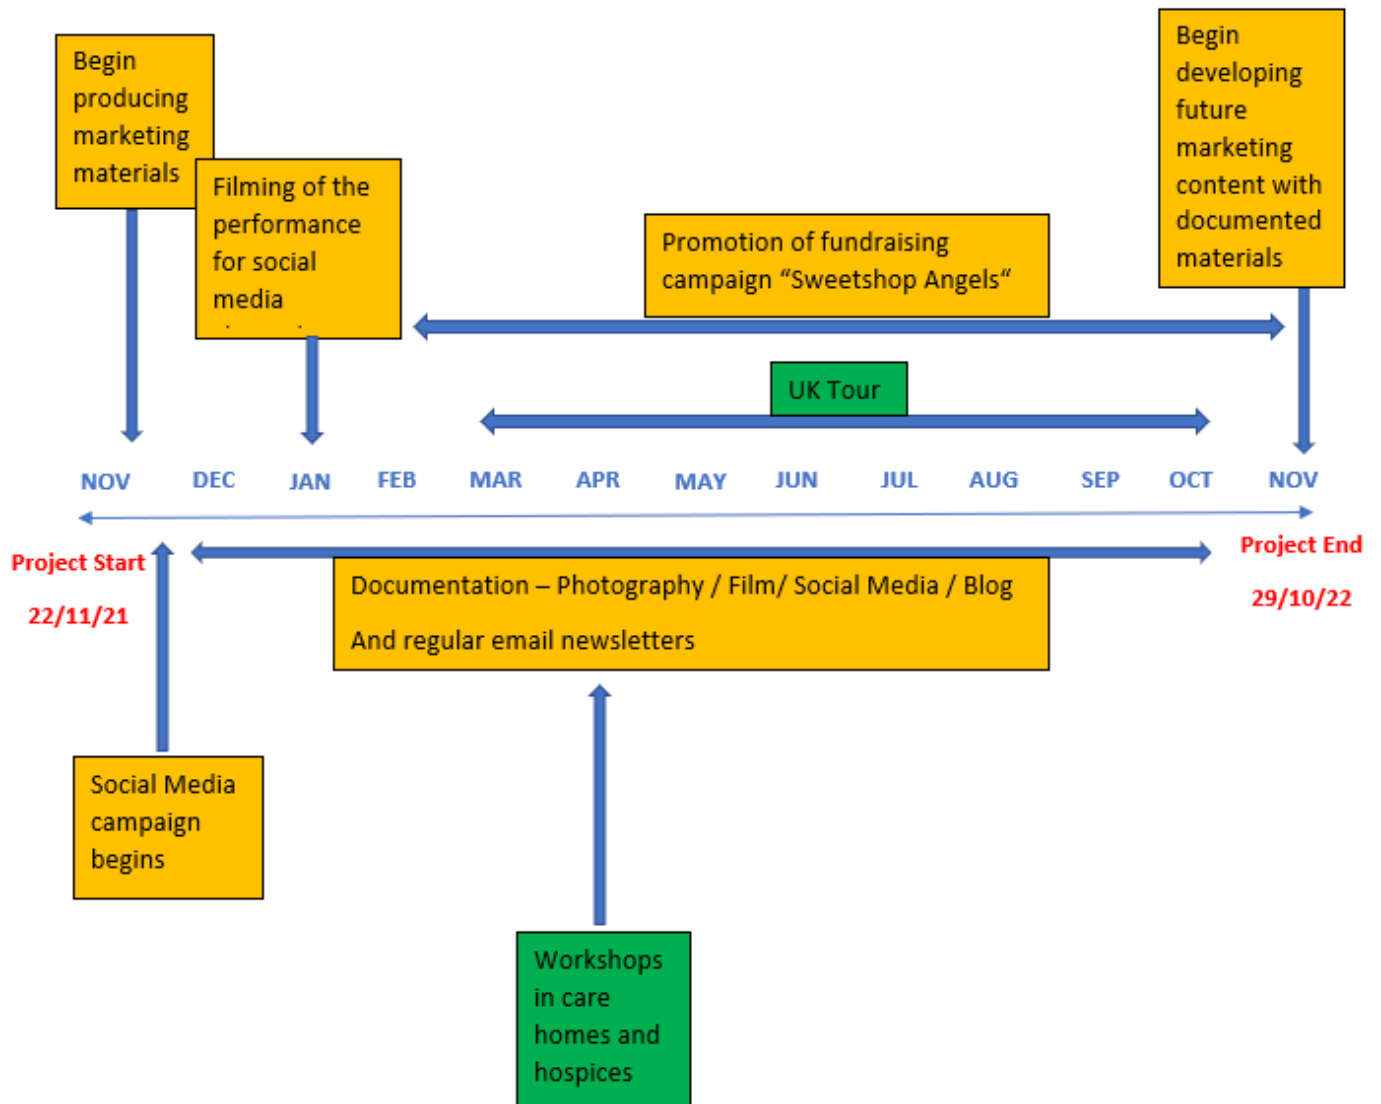 Begin
producing
marketing
materials
Filming of the
performance
for social
media
Promotion of fundraising
campaign “Sweetshop Angels“
Begin
developing
future
marketing
content with
documented
materials
UK Tour
NOV DEC JAN FEB MAR APR MAY JUN JUL AUG SEP OCT NOV
Project Start
22/11/21
Project End
29/10/22
Documentation – Photography / Film/ Social Media / Blog
And regular email newsletters
Social Media
campaign
begins
Workshops
in care
homes and
hospices